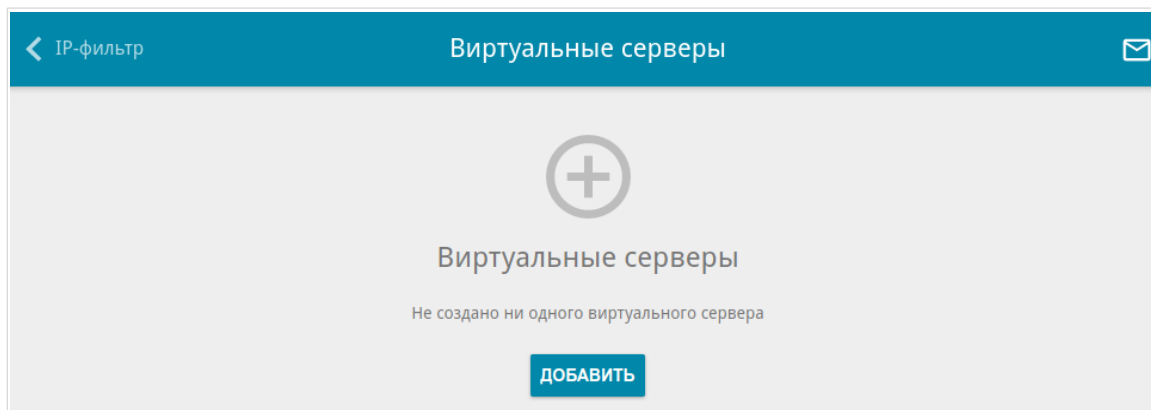 IP-фильтр
Виртуальные серверы
Виртуальные серверы
Не создано ни одного виртуального сервера
ДОБАВИТЬ